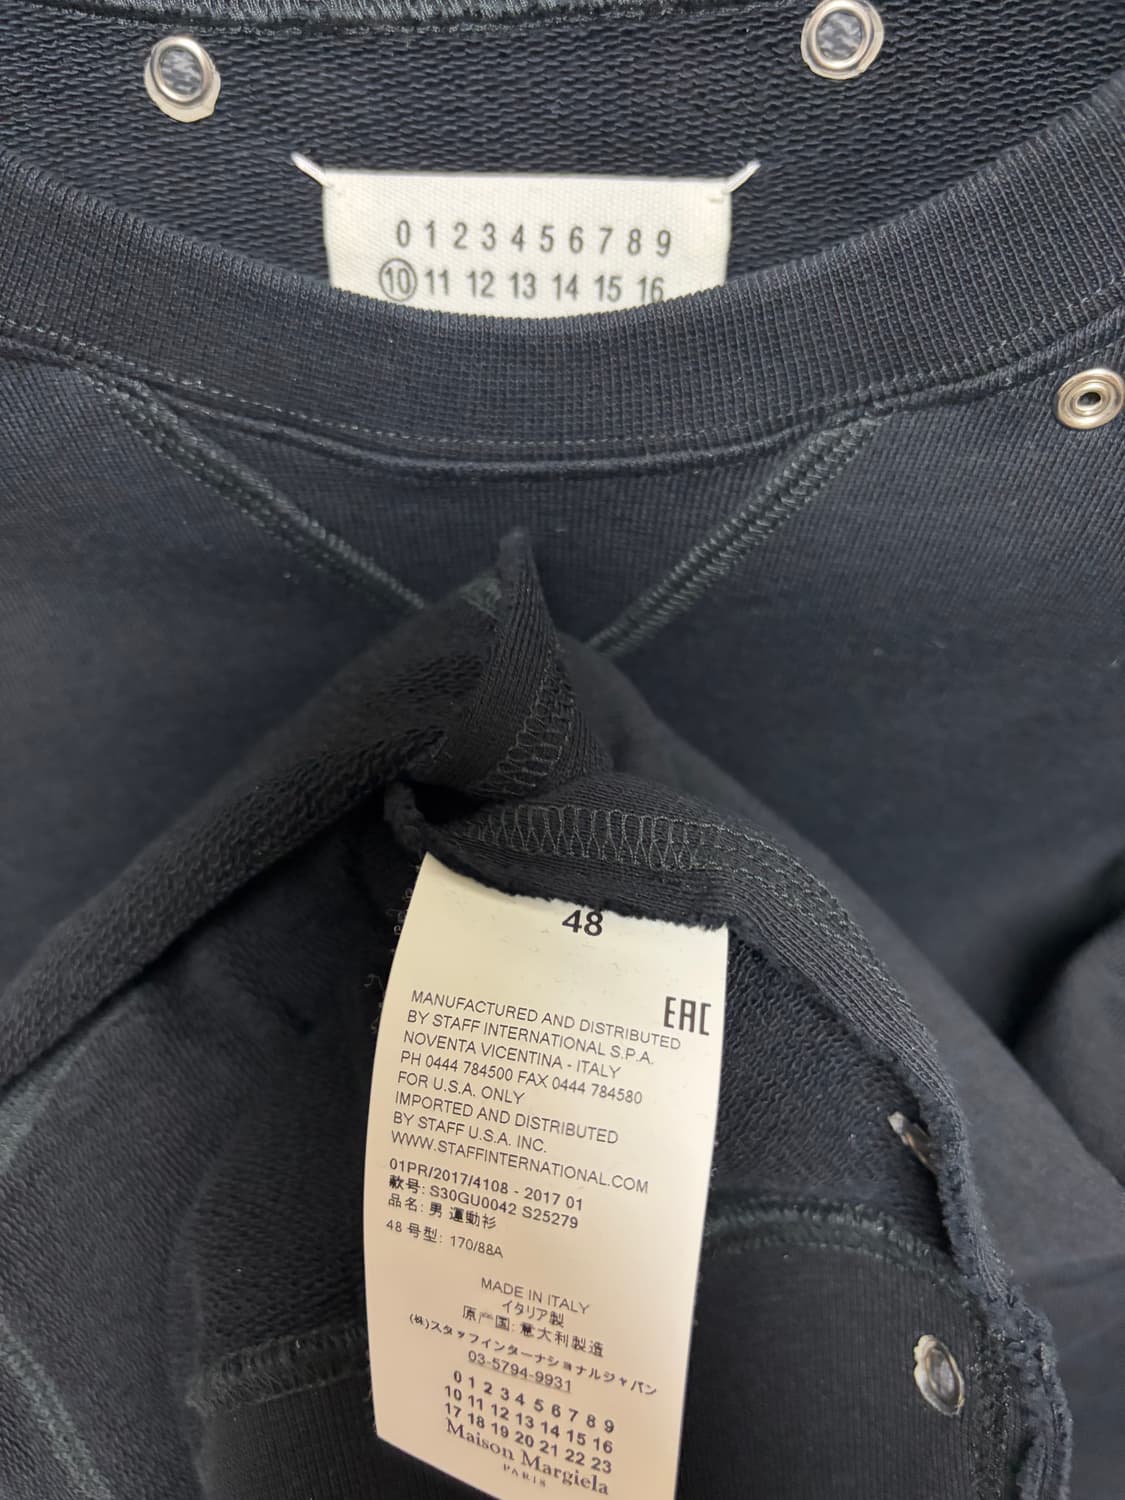 0 1 2 3 4 5 6 7 8 9
10 11 12 13 14 15 16
48
EAC
MANUFACTURED AND DISTRIBUTED
BY STAFF INTERNATIONAL S.P.A.
NOVENTA VICENTINA - ITALY
PH 0444 784500 FAX 0444 784580
FOR U.S.A. ONLY
IMPORTED AND DISTRIBUTED
BY STAFF U.S.A. INC.
WWW.STAFFINTERNATIONAL.COM
01PR/2017/4108 - 2017 01
款号: S30GU0042 S25279
品名: 男 運動衫
48 号型: 170/88A
MADE IN ITALY
イタリア製
原产国: 意大利製造
(株)スタッフインターナショナルジャパン
03-5794-9931
0 1 2 3 4 5 6 7 8 9
10 11 12 13 14 15 16
17 18 19 20 21 22 23
Maison Margiela
PARIS